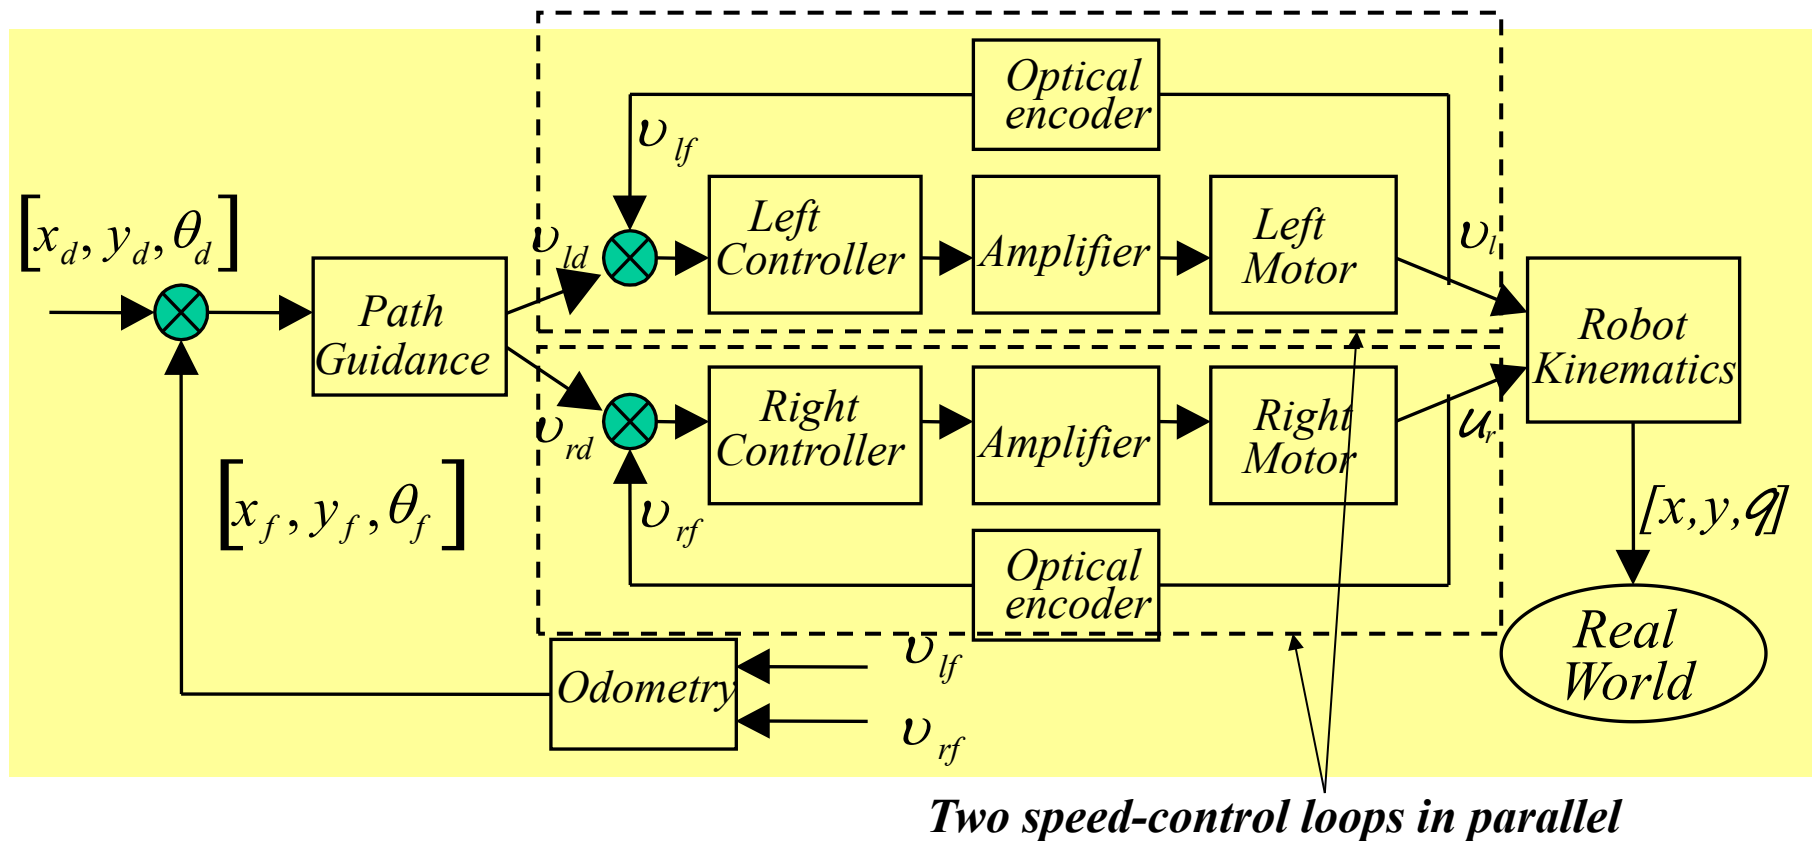 Optical
encoder
υ lf
[x d , y d , θ d ]
υ ld
Left
Controller
Amplifier
Left
Motor
υ l
Path
Guidance
Robot
Kinematics
υ rd
Right
Controller
Amplifier
Right
Motor
u r
[x f , y f , θ f ]
υ rf
[x,y,q]
Optical
encoder
Real
World
Odometry
υ lf
υ rf
Two speed-control loops in parallel